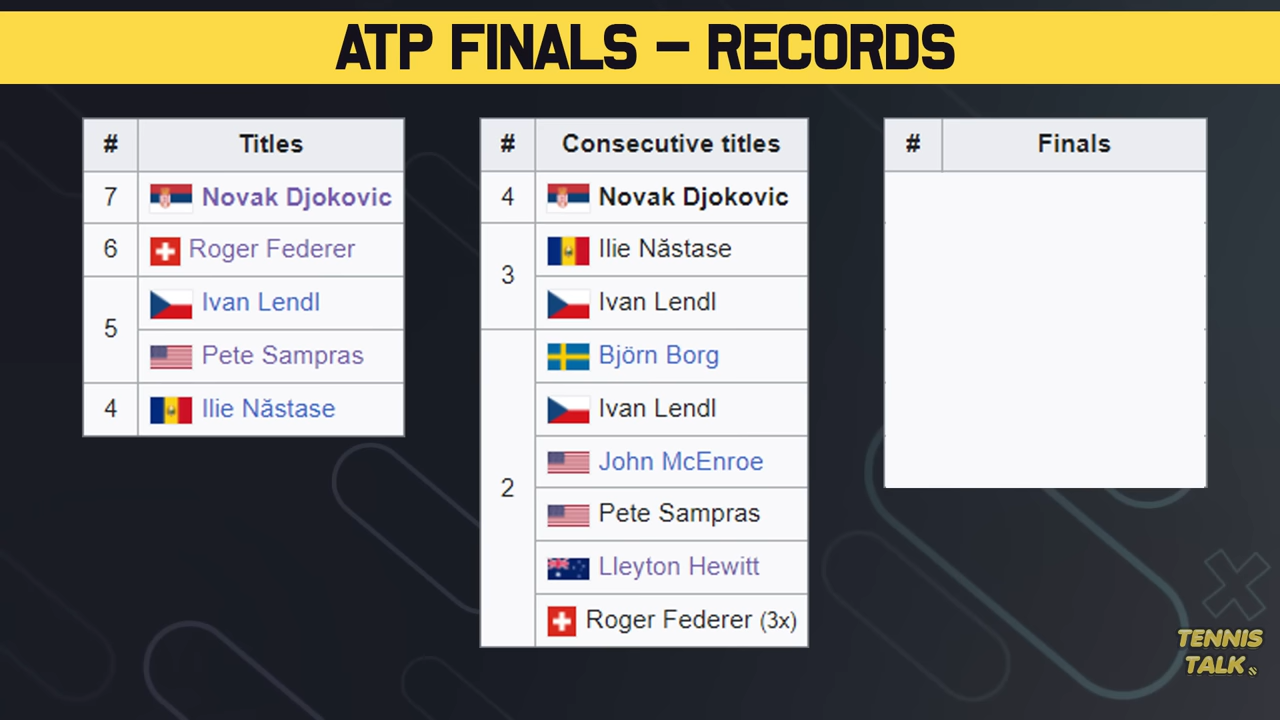 ATP FINALS – RECORDS
# Titles
7 Novak Djokovic
6 Roger Federer
5 Ivan Lendl
Pete Sampras
4 Ilie Năstase
# Consecutive titles
4 Novak Djokovic
3 Ilie Năstase
Ivan Lendl
2 Björn Borg
Ivan Lendl
John McEnroe
Pete Sampras
Lleyton Hewitt
Roger Federer (3x)
# Finals
TENNIS
TALK